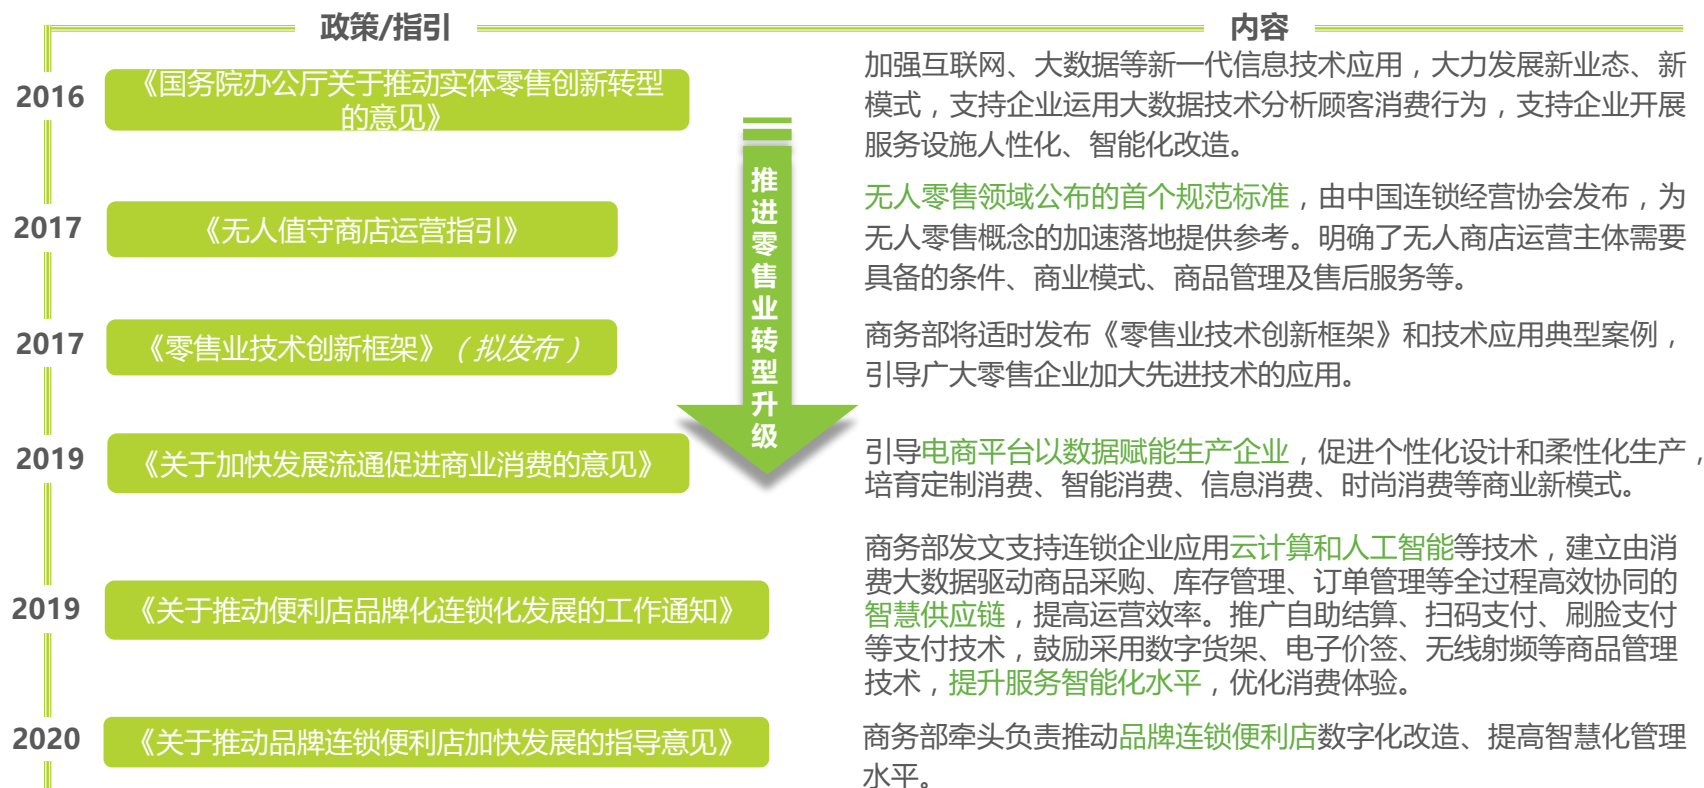 政策/指引
内容
2016
《国务院办公厅关于推动实体零售创新转型
的意见》
加强互联网、大数据等新一代信息技术应用，大力发展新业态、新
模式，支持企业运用大数据技术分析顾客消费行为，支持企业开展
服务设施人性化、智能化改造。
2017
《无人值守商店运营指引》
无人零售领域公布的首个规范标准，由中国连锁经营协会发布，为
无人零售概念的加速落地提供参考。明确了无人商店运营主体需要
具备的条件、商业模式、商品管理及售后服务等。
2017
《零售业技术创新框架》（拟发布）
商务部将适时发布《零售业技术创新框架》和技术应用典型案例，
引导广大零售企业加大先进技术的应用。
推进零售业转型升级
2019
《关于加快发展流通促进商业消费的意见》
引导电商平台以数据赋能生产企业，促进个性化设计和柔性化生产，
培育定制消费、智能消费、信息消费、时尚消费等商业新模式。
2019
《关于推动便利店品牌化连锁化发展的工作通知》
商务部发文支持连锁企业应用云计算和人工智能等技术，建立由消
费大数据驱动商品采购、库存管理、订单管理等全过程高效协同的
智慧供应链，提高运营效率。推广自助结算、扫码支付、刷脸支付
等支付技术，鼓励采用数字货架、电子价签、无线射频等商品管理
技术，提升服务智能化水平，优化消费体验。
2020
《关于推动品牌连锁便利店加快发展的指导意见》
商务部牵头负责推动品牌连锁便利店数字化改造、提高智慧化管理
水平。